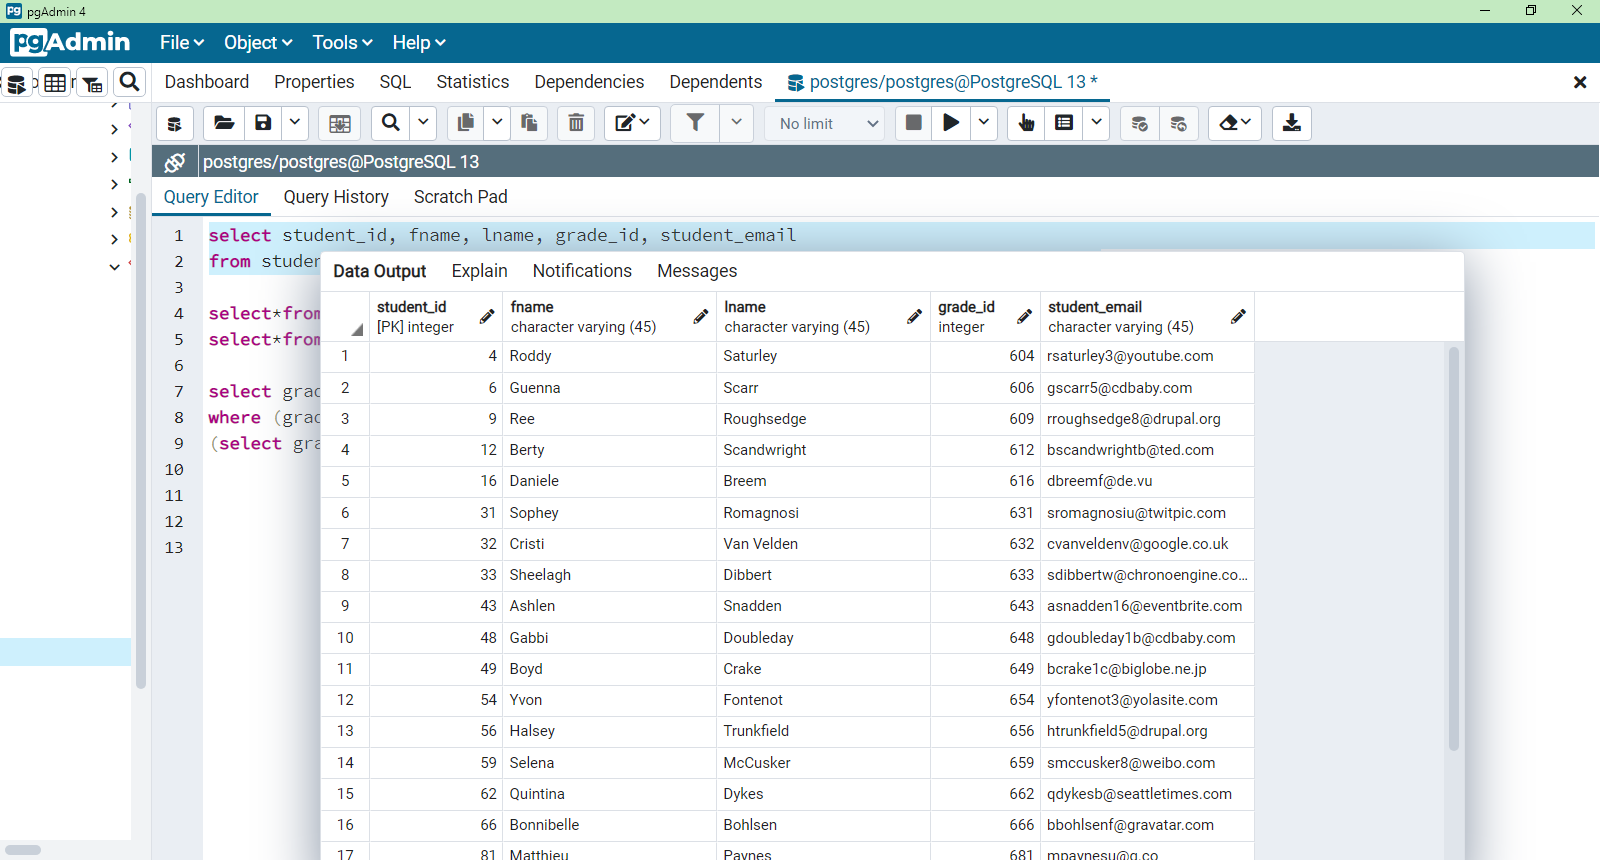 pgAdmin 4
pgAdmin File Object Tools Help
Dashboard Properties SQL Statistics Dependencies Dependents postgres/postgres@PostgreSQL 13 *
No limit
postgres/postgres@PostgreSQL 13
Query Editor Query History Scratch Pad
1 select student_id, fname, lname, grade_id, student_email
2 from studen
3
4 select*from
5 select*from
6
7 select grad
8 where (grad
9 (select gra
10
11
12
13
Data Output Explain Notifications Messages
student_id fname lname grade_id student_email
[PK] integer character varying (45) character varying (45) integer character varying (45)
1 4 Roddy Saturley 604 rsaturley3@youtube.com
2 6 Guenna Scarr 606 gscarr5@cdbaby.com
3 9 Ree Roughsedge 609 rroughsedge8@drupal.org
4 12 Berty Scandwright 612 bscandwrightb@ted.com
5 16 Daniele Breem 616 dbreemf@de.vu
6 31 Sophey Romagnosi 631 sromagnosiu@twitpic.com
7 32 Cristi Van Velden 632 cvanveldenv@google.co.uk
8 33 Sheelagh Dibbert 633 sdibbertw@chronoengine.co...
9 43 Ashlen Snadden 643 asnadden16@eventbrite.com
10 48 Gabbi Doubleday 648 gdoubleday1b@cdbaby.com
11 49 Boyd Crake 649 bcrake1c@biglobe.ne.jp
12 54 Yvon Fontenot 654 yfontenot3@yolasite.com
13 56 Halsey Trunkfield 656 htrunkfield5@drupal.org
14 59 Selena McCusker 659 smccusker8@weibo.com
15 62 Quintina Dykes 662 qdykesb@seattletimes.com
16 66 Bonnibelle Bohlsen 666 bbohlsenf@gravatar.com
17 81 Matthieu Paynes 681 mpaynesu@q.co